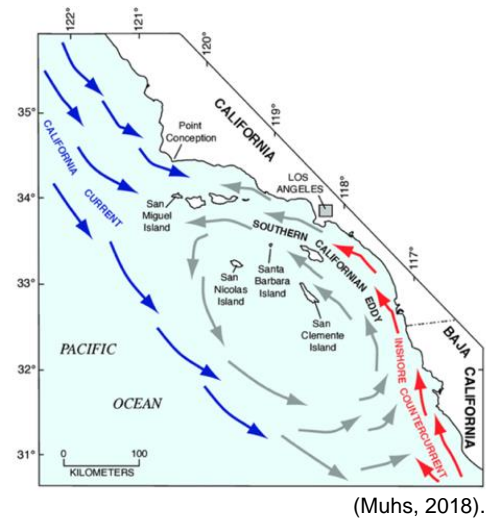 122°
121°
120°
119°
118°
117°
35°
34°
33°
32°
31°
CALIFORNIA
Point
Conception
LOS
ANGELES
CALIFORNIA
CURRENT
San
Miguel
Island
SOUTHERN CALIFORNIAN EDDY
San
Nicolas
Island
Santa
Barbara
Island
San
Clemente
Island
INSHORE COUNTERCURRENT
BAJA
CALIFORNIA
PACIFIC
OCEAN
0 100
KILOMETERS
(Muhs, 2018).